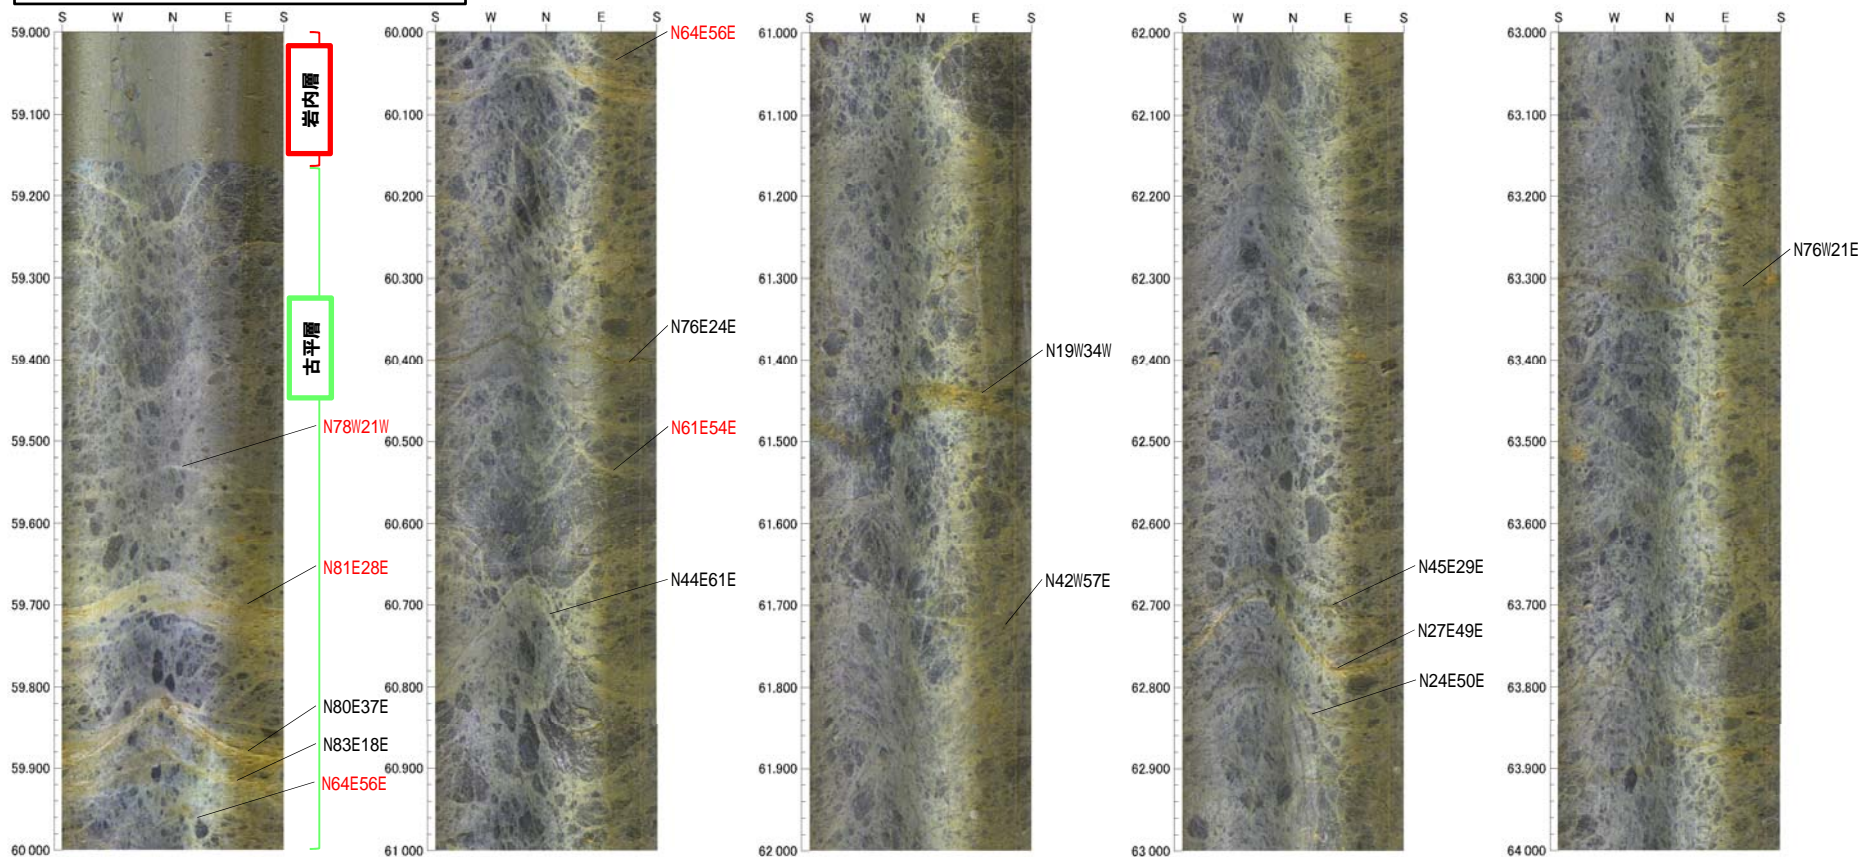 S W N E S
59.000
59.100
59.200
59.300
59.400
59.500
59.600
59.700
59.800
59.900
60 000
岩内層
古平層
N78W21W
N81E28E
N80E37E
N83E18E
N64E56E
S W N E S
60.000
60.100
60.200
60.300
60.400
60.500
60.600
60.700
60.800
60.900
61 000
N64E56E
N76E24E
N61E54E
N44E61E
S W N E S
61.000
61.100
61.200
61.300
61.400
61.500
61.600
61.700
61.800
61.900
62 000
N19W34W
N42W57E
S W N E S
62.000
62.100
62.200
62.300
62.400
62.500
62.600
62.700
62.800
62.900
63 000
N45E29E
N27E49E
N24E50E
S W N E S
63.000
63.100
63.200
63.300
63.400
63.500
63.600
63.700
63.800
63.900
64 000
N76W21E